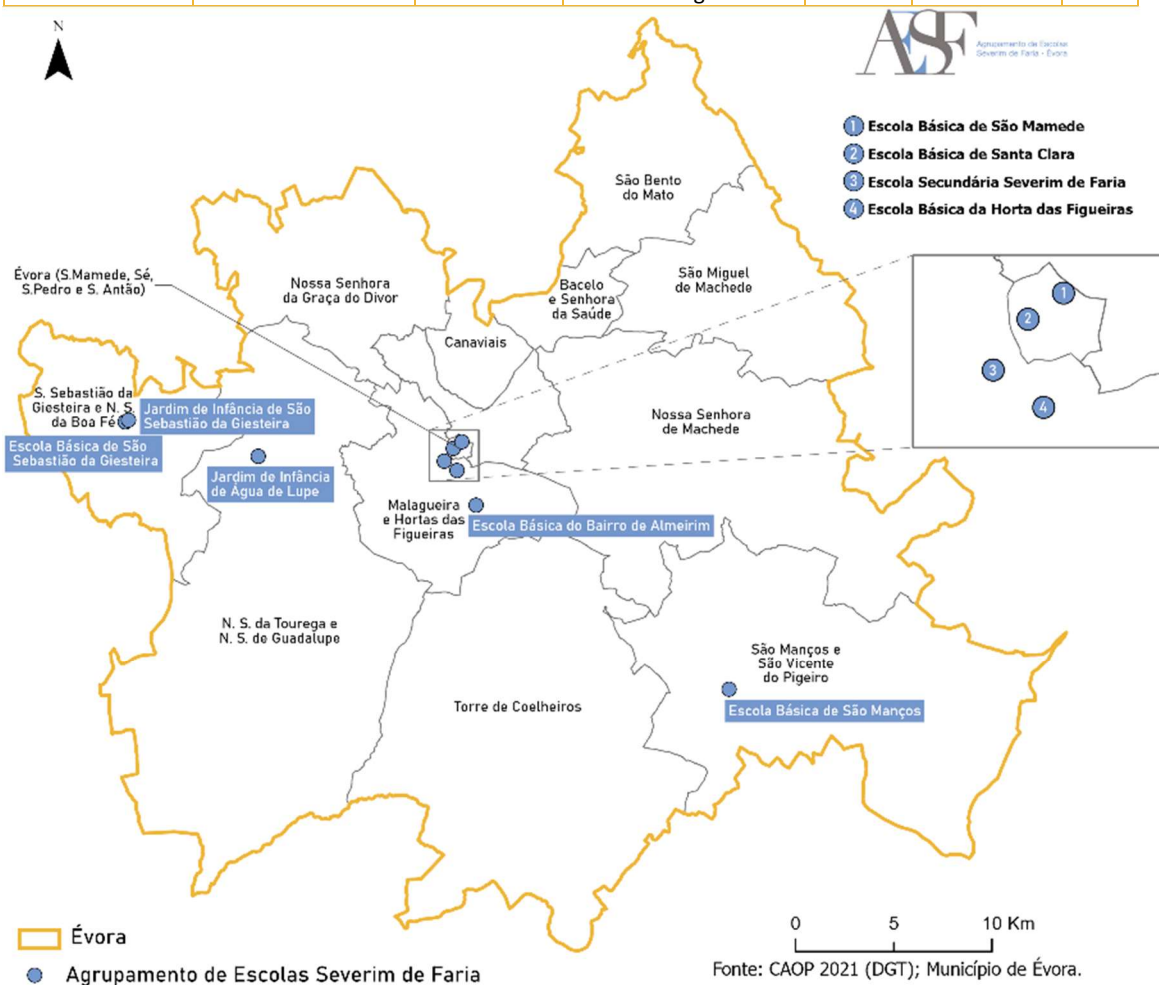 N
AESF
Agrupamento de Escolas
Severim de Faria - Évora
1 Escola Básica de São Mamede
2 Escola Básica de Santa Clara
3 Escola Secundária Severim de Faria
4 Escola Básica da Horta das Figueiras
São Bento
do Mato
Évora (S.Mamede, Sé,
S.Pedro e S. Antão)
Nossa Senhora
da Graça do Divor
Bacelo
e Senhora
da Saúde
São Miguel
de Machede
Canaviais
1
2
3
4
S. Sebastião da
Giesteira e N. S.
da Boa Fé
Jardim de Infância de São
Sebastião da Giesteira
Escola Básica de São
Sebastião da Giesteira
Jardim de Infância
de Água de Lupe
Nossa Senhora
de Machede
Malagueira
e Hortas das
Figueiras
Escola Básica do Bairro de Almeirim
N. S. da Tourega e
N. S. de Guadalupe
São Manços e
São Vicente
do Pigeiro
Escola Básica de São Manços
Torre de Coelheiros
Évora
Agrupamento de Escolas Severim de Faria
0 5 10 Km
Fonte: CAOP 2021 (DGT); Município de Évora.